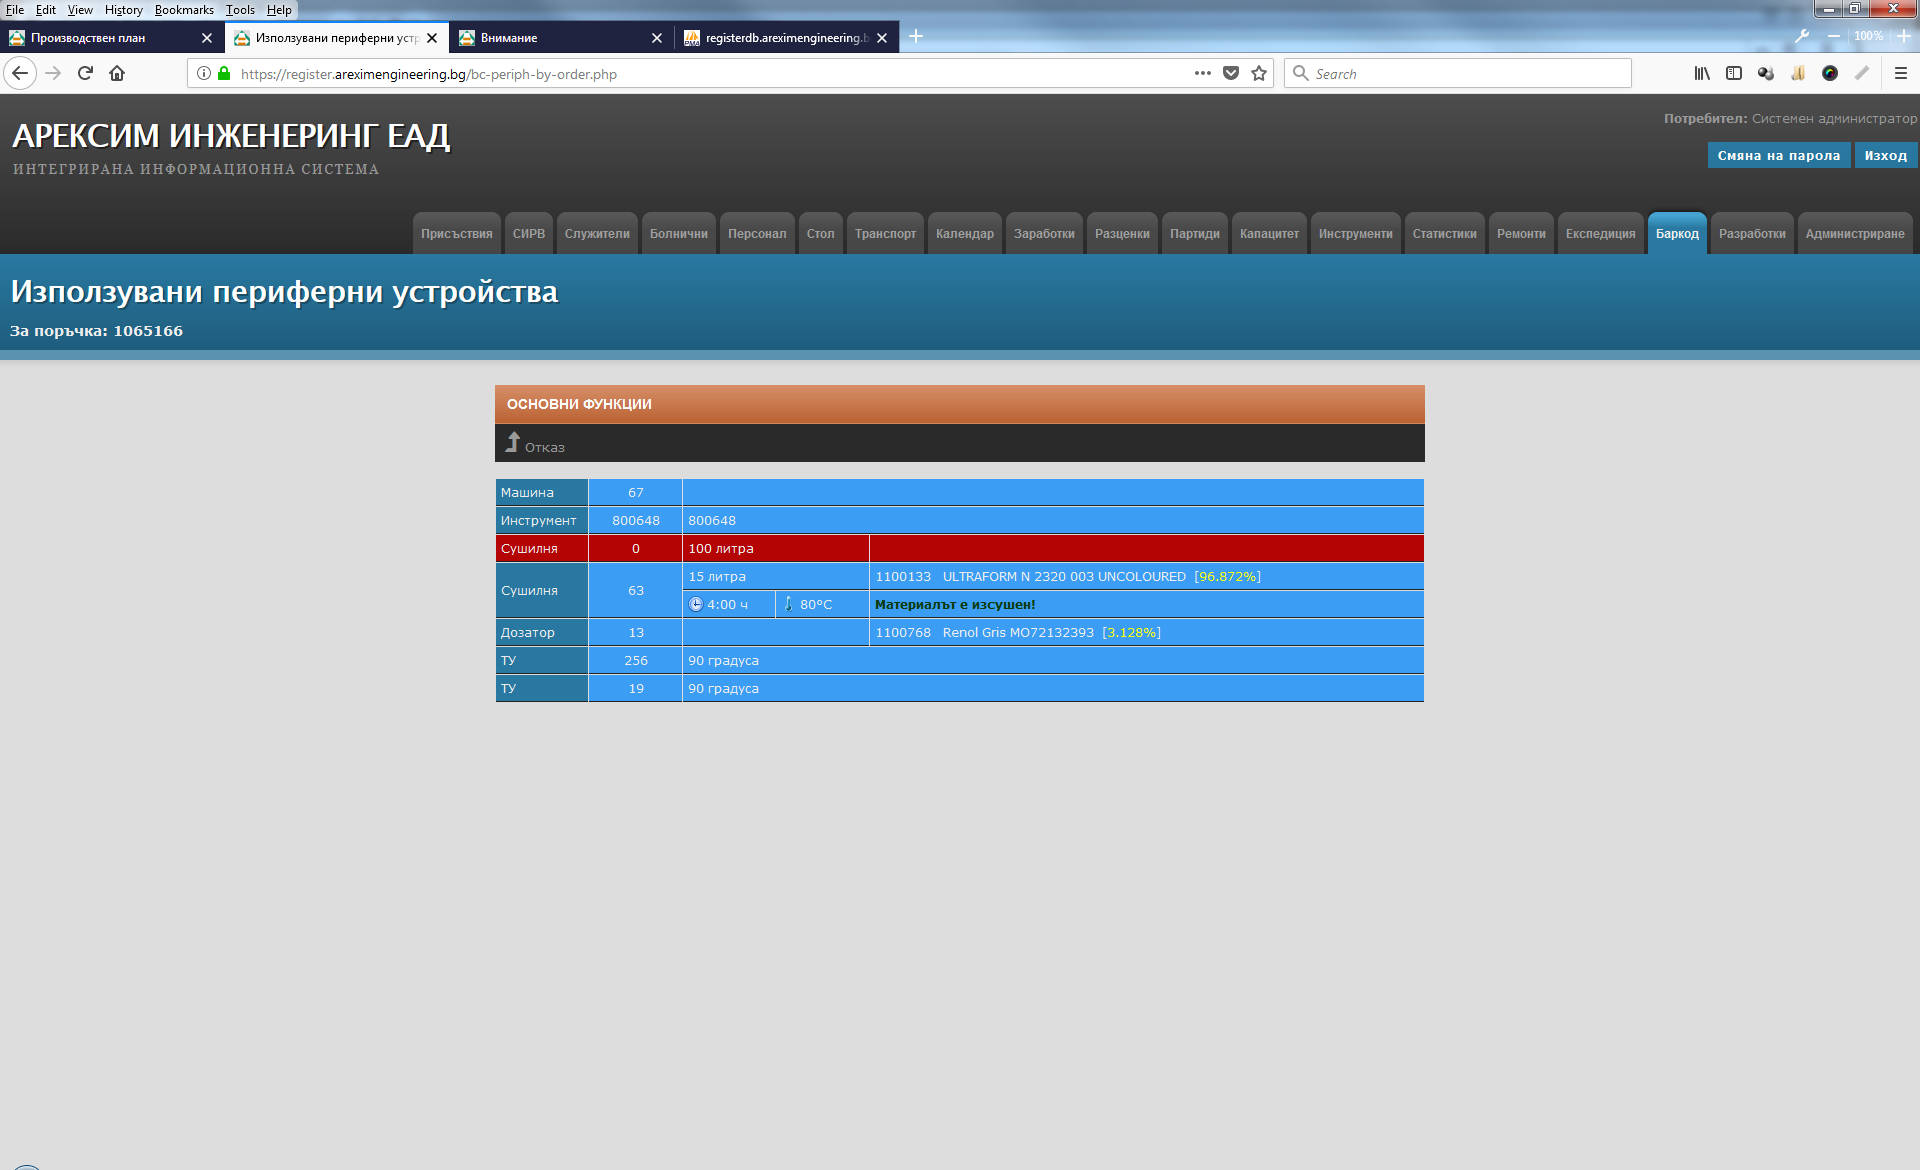 File Edit View History Bookmarks Tools Help
Производствен план
Използувани периферни устр
Внимание
registerdb.areximengineering.b
100%
https://register.areximengineering.bg/bc-periph-by-order.php
Search
АРЕКСИМ ИНЖЕНЕРИНГ ЕАД
ИНТЕГРИРАНА ИНФОРМАЦИОННА СИСТЕМА
Потребител: Системен администратор
Смяна на парола Изход
Присъствия СИРВ Служители Болнични Персонал Стол Транспорт Календар Заработки Разценки Партиди Капацитет Инструменти Статистики Ремонти Експедиция Баркод Разработки Администриране
Използувани периферни устройства
За поръчка: 1065166
ОСНОВНИ ФУНКЦИИ
Отказ
Машина 67
Инструмент 800648 800648
Сушилня 0 100 литра
Сушилня 63 15 литра 1100133 ULTRAFORM N 2320 003 UNCOLOURED [96.872%]
4:00 ч 80°C Материалът е изсушен!
Дозатор 13 1100768 Renol Gris MO72132393 [3.128%]
ТУ 256 90 градуса
ТУ 19 90 градуса